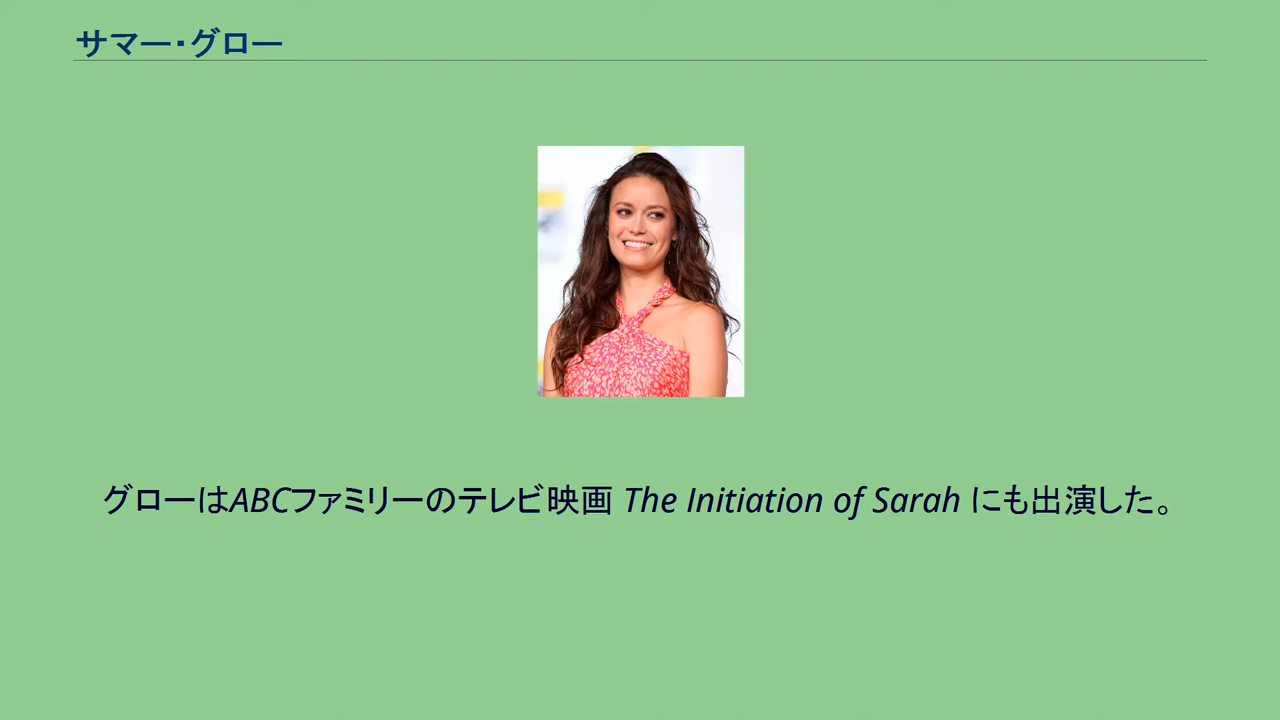 サマー・グロー
グローはABCファミリーのテレビ映画 The Initiation of Sarah にも出演した。